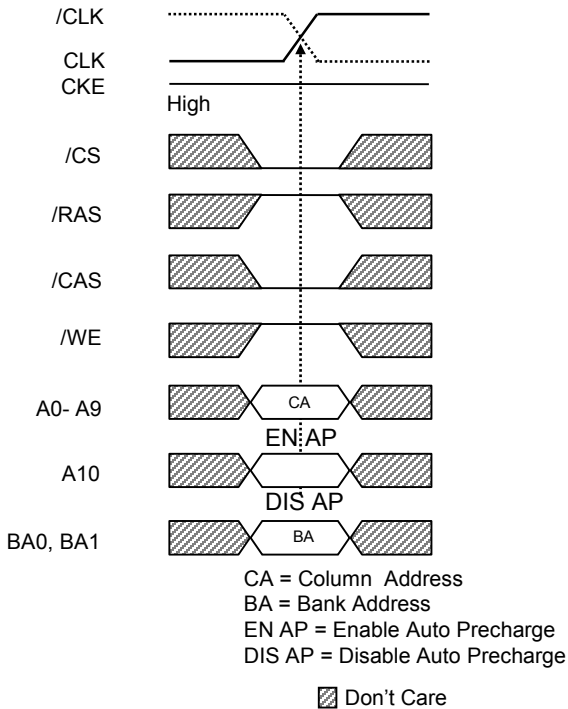 /CLK
CLK
CKE
High
/CS
/RAS
/CAS
/WE
A0- A9
CA
EN AP
A10
DIS AP
BA0, BA1
BA
CA = Column Address
BA = Bank Address
EN AP = Enable Auto Precharge
DIS AP = Disable Auto Precharge
Don't Care